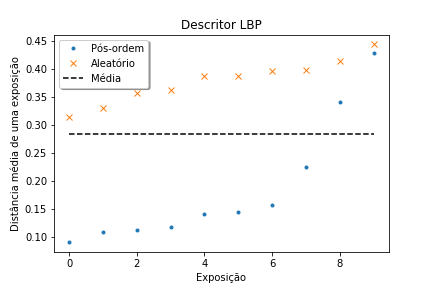 Descritor LBP
Pós-ordem
Aleatório
Média
Distância média de uma exposição
0.45
0.40
0.35
0.30
0.25
0.20
0.15
0.10
0 2 4 6 8
Exposição